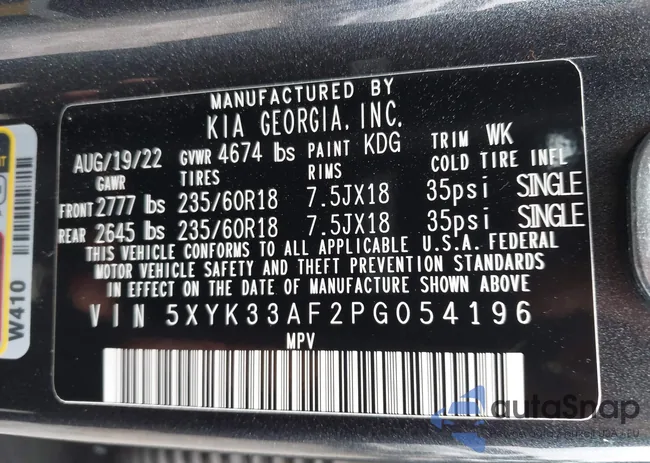 MANUFACTURED BY
KIA GEORGIA, INC.
AUG/19/22 GVWR 4674 lbs PAINT KDG TRIM WK
GAWR TIRES RIMS COLD TIRE INFL
FRONT 2777 lbs 235/60R18 7.5JX18 35psi SINGLE
REAR 2645 lbs 235/60R18 7.5JX18 35psi SINGLE
THIS VEHICLE CONFORMS TO ALL APPLICABLE U.S.A. FEDERAL
MOTOR VEHICLE SAFETY AND THEFT PREVENTION STANDARDS
IN EFFECT ON THE DATE OF MANUFACTURE SHOWN ABOVE
VIN 5XYK33AF2PG054196
MPV
W410
autoSnap